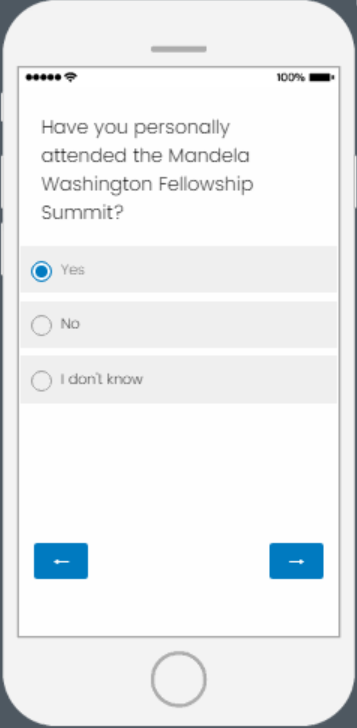 100%
Have you personally
attended the Mandela
Washington Fellowship
Summit?
Yes
No
I don't know
←
→